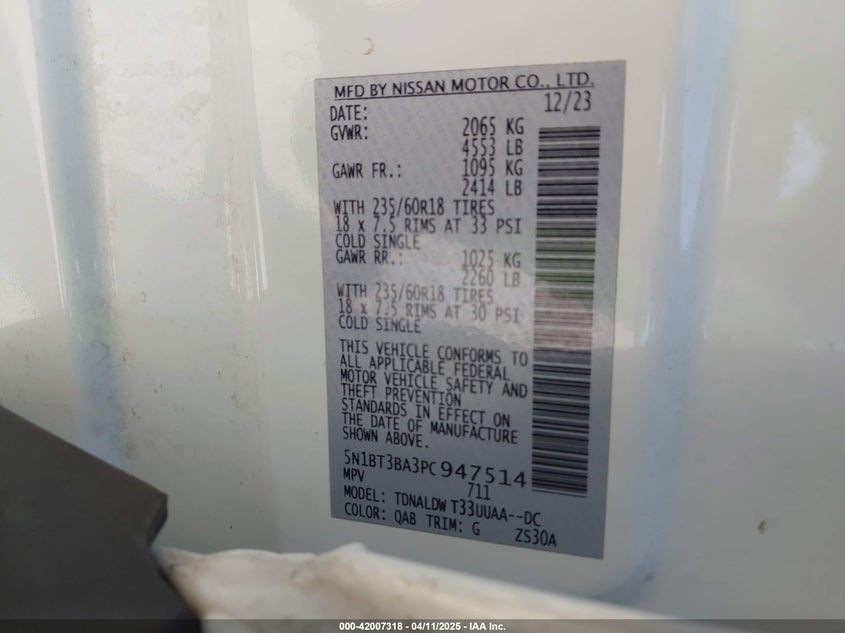 MFD BY NISSAN MOTOR CO., LTD.
DATE: 12/23
GVWR: 2065 KG
4553 LB
GAWR FR.: 1095 KG
2414 LB
WITH 235/60R18 TIRES
18 x 7.5 RIMS AT 33 PSI
COLD SINGLE
GAWR RR.: 1025 KG
2260 LB
WITH 235/60R18 TIRES
18 x 7.5 RIMS AT 30 PSI
COLD SINGLE
THIS VEHICLE CONFORMS TO
ALL APPLICABLE FEDERAL
MOTOR VEHICLE SAFETY AND
THEFT PREVENTION
STANDARDS IN EFFECT ON
THE DATE OF MANUFACTURE
SHOWN ABOVE.
5N1BT3BA3PC947514
MPV 711
MODEL: TDNALDW T33UUAA--DC
COLOR: QAB TRIM: G ZS30A
000-42007318 - 04/11/2025 - IAA Inc.